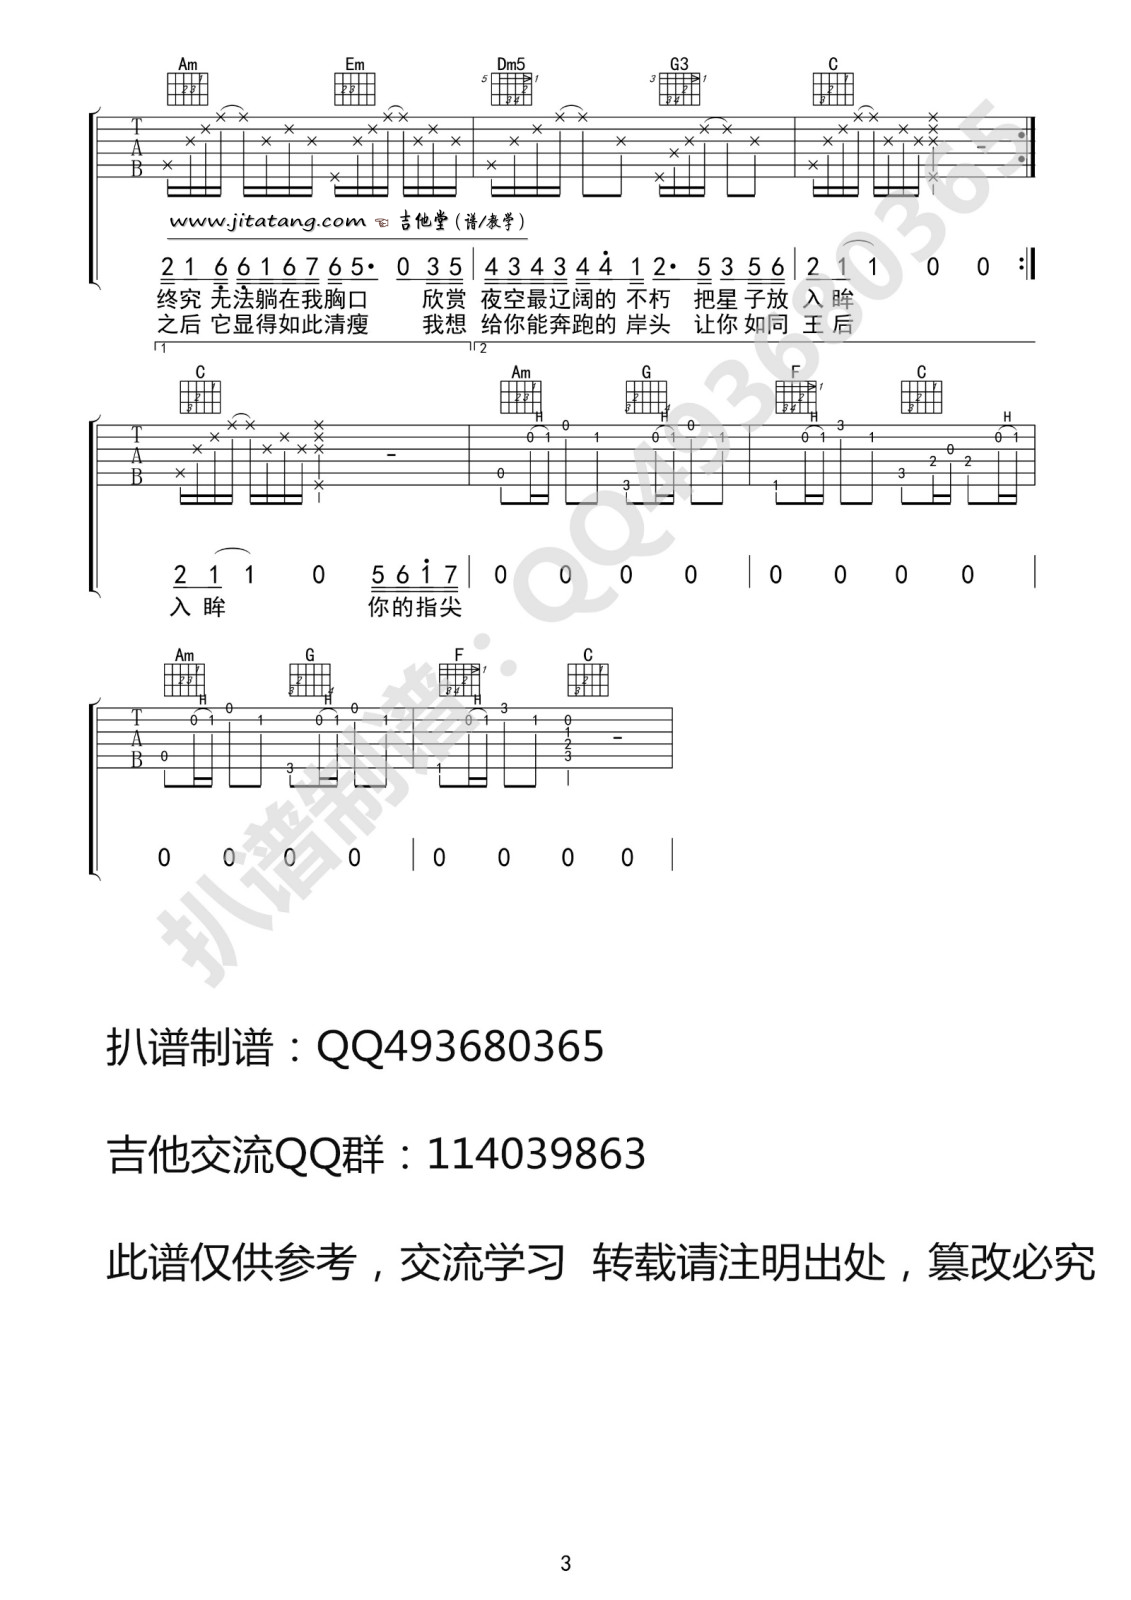 Am Em Dm5 G3 C
5 1 3 1
T
A
B
www.jitatang.com ☜ 吉他堂（谱/教学）
2 1 6 6 1 6 7 6 5· 0 3 5 4 3 4 3 4 4 1 2· 5 3 5 6 2 1 1 0 0
终究 无法躺在我胸口 欣赏 夜空最辽阔的 不朽 把星子放 入眸
之后 它显得如此清瘦 我想 给你能奔跑的 岸头 让你 如同 王后
1 2
C Am G F C
H H H H
T
A
B
0 0 1 0 1 3 0 1 0 1 1 0 1 3 1 3 2 0 2 0 1
2 1 1 0 5 6 1 7 0 0 0 0 0 0 0 0
入 眸 你的指尖
Am G F C
H H H
T
A
B
0 0 1 0 1 3 0 1 0 1 1 0 1 3 1 0 1 2 3
0 0 0 0 0 0 0 0
扒谱制谱：QQ493680365
扒谱制谱：QQ493680365
吉他交流QQ群：114039863
此谱仅供参考，交流学习 转载请注明出处，篡改必究
3